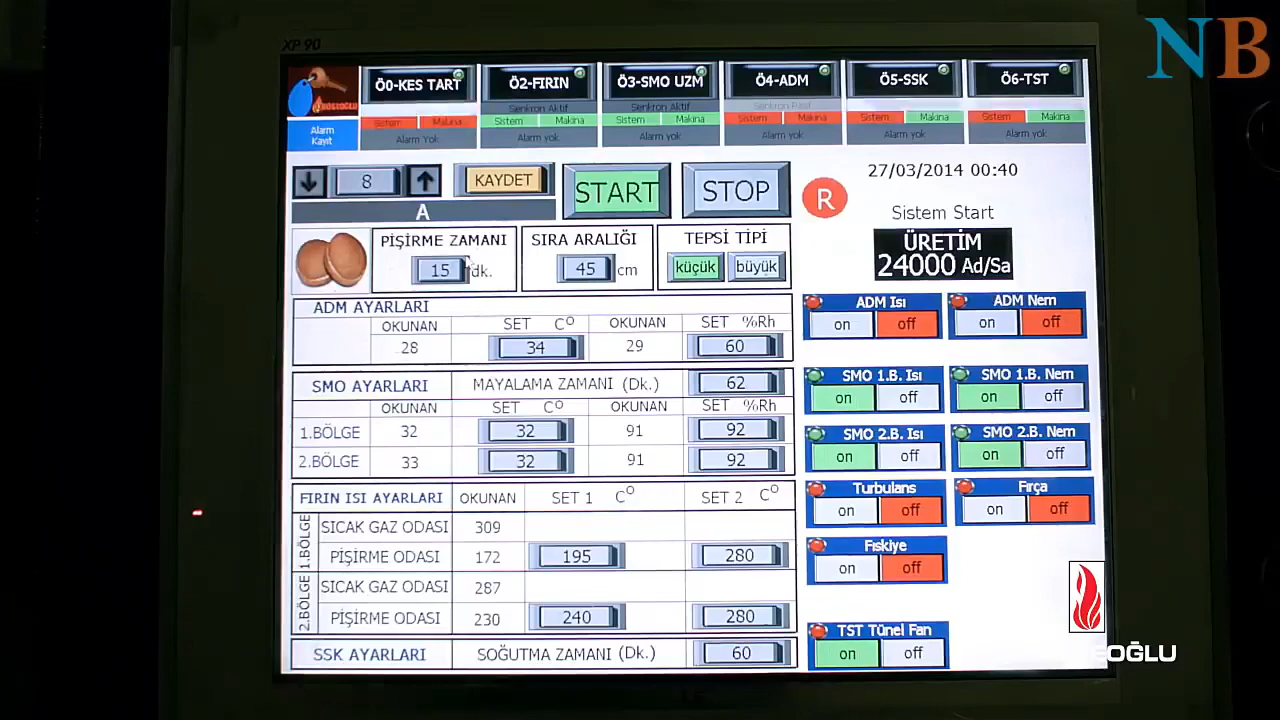 NB
XP 90
Ö0-KES TART Ö2-FIRIN Ö3-SMO UZM Ö4-ADM Ö5-SSK Ö6-TST
Senkron Aktif Senkron Aktif Senkron Pasif
Sistem Makina Sistem Makina Sistem Makina Sistem Makina Sistem Makina Sistem Makina
Alarm Kayıt
Alarm Yok Alarm yok Alarm yok Alarm yok Alarm yok Alarm yok
8 KAYDET START STOP R 27/03/2014 00:40
A
Sistem Start
ÜRETİM
24000 Ad/Sa
PİŞİRME ZAMANI SIRA ARALIĞI TEPSİ TİPİ
15 dk. 45 cm küçük büyük
ADM AYARLARI
OKUNAN SET C° OKUNAN SET %Rh
28 34 29 60
ADM Isı ADM Nem
on off on off
SMO AYARLARI MAYALAMA ZAMANI (Dk.) 62
OKUNAN SET C° OKUNAN SET %Rh
1.BÖLGE 32 32 91 92
2.BÖLGE 33 32 91 92
SMO 1.B. Isı SMO 1.B. Nem
on off on off
SMO 2.B. Isı SMO 2.B. Nem
on off on off
FIRIN ISI AYARLARI OKUNAN SET 1 C° SET 2 C°
1.BÖLGE
SICAK GAZ ODASI 309
PİŞİRME ODASI 172 195 280
2.BÖLGE
SICAK GAZ ODASI 287
PİŞİRME ODASI 230 240 280
Turbulans Fırça
on off on off
Fıskiye
on off
SSK AYARLARI SOĞUTMA ZAMANI (Dk.) 60
TST Tünel Fan
on off
OĞLU